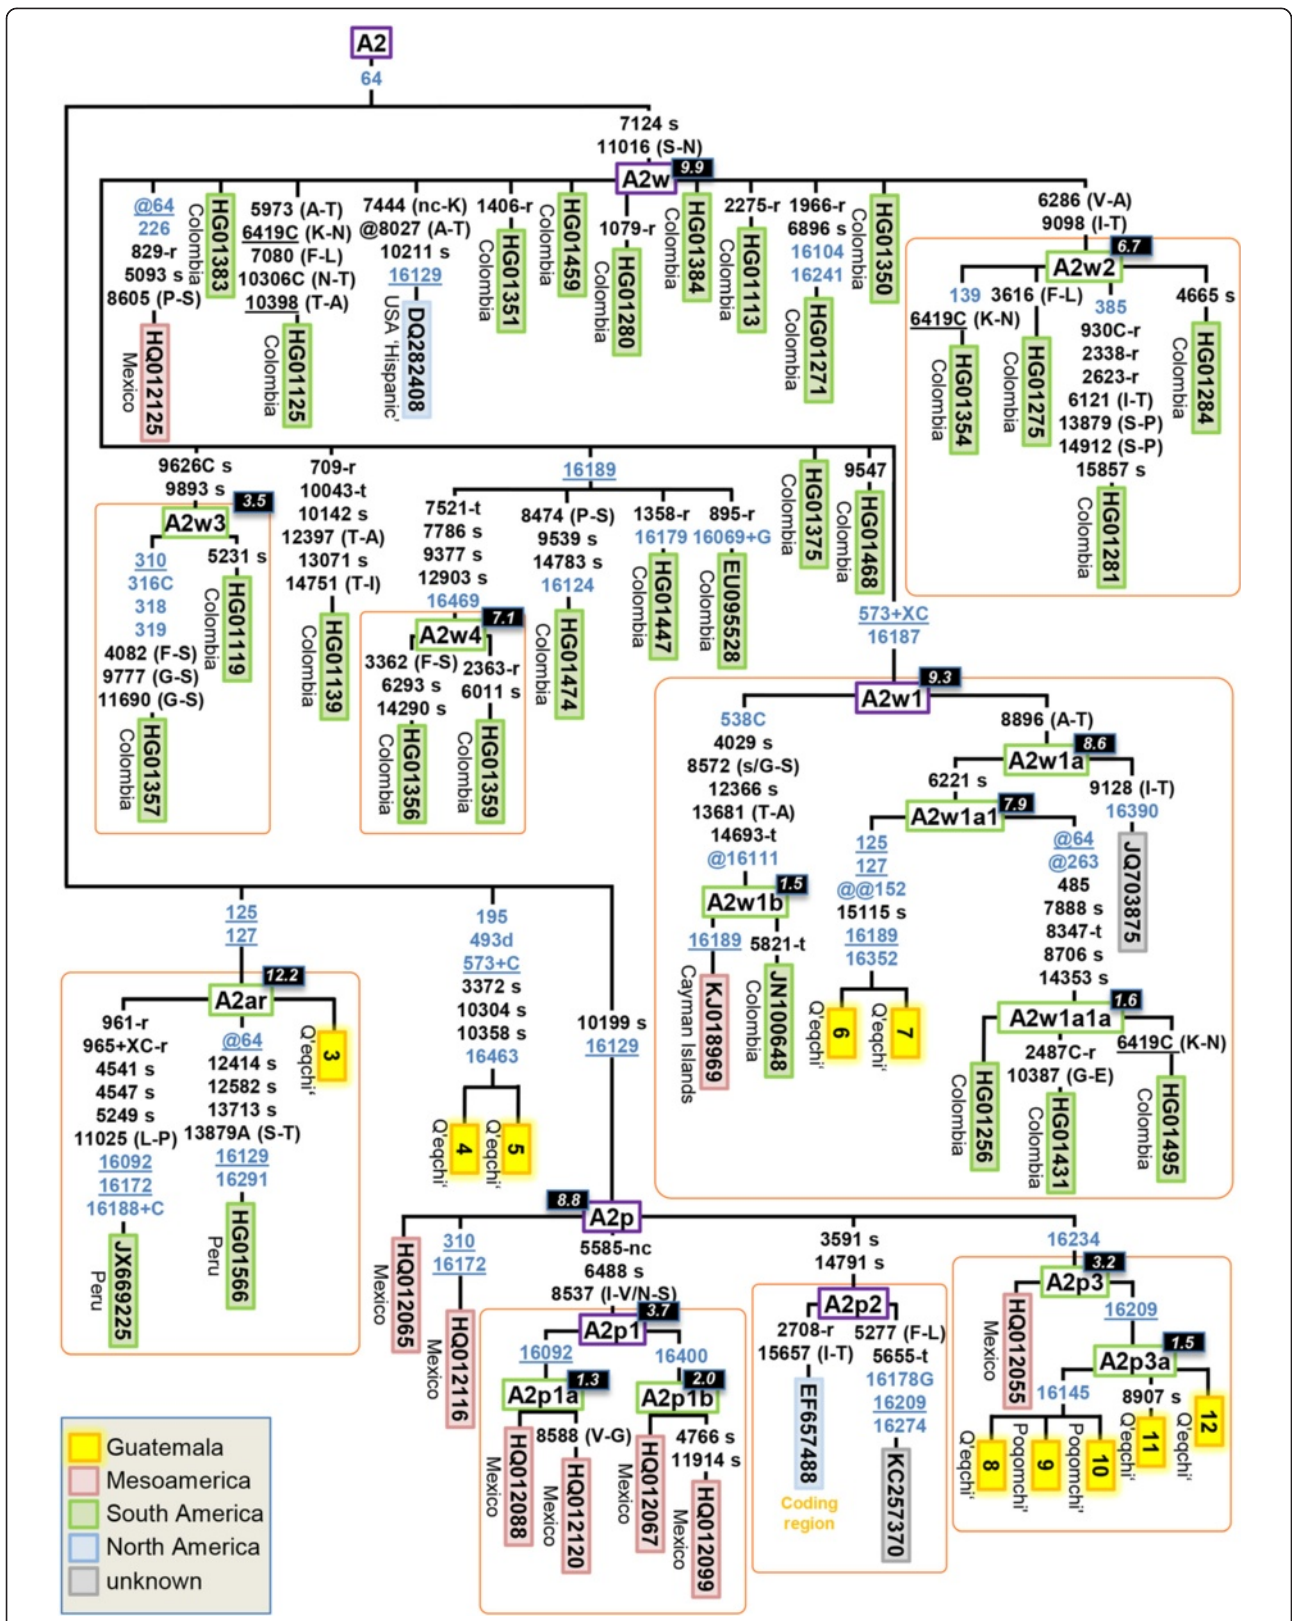 A2
64
7124 s
11016 (S-N)
A2w
9.9
@64
226
829-r
5093 s
8605 (P-S)
HQ012125
Mexico
HG01383
Colombia
5973 (A-T)
6419C (K-N)
7080 (F-L)
10306C (N-T)
10398 (T-A)
HG01125
Colombia
7444 (nc-K)
@8027 (A-T)
10211 s
16129
DQ282408
USA 'Hispanic'
1406-r
HG01351
Colombia
HG01459
Colombia
1079-r
HG01280
Colombia
HG01384
Colombia
2275-r
HG01113
Colombia
1966-r
6896 s
16104
16241
HG01271
Colombia
HG01350
Colombia
6286 (V-A)
9098 (I-T)
A2w2
6.7
139
6419C (K-N)
HG01354
Colombia
3616 (F-L)
HG01275
Colombia
385
930C-r
2338-r
2623-r
6121 (I-T)
13879 (S-P)
14912 (S-P)
15857 s
HG01281
Colombia
4665 s
HG01284
Colombia
9626C s
9893 s
A2w3
3.5
310
316C
318
319
4082 (F-S)
9777 (G-S)
11690 (G-S)
HG01357
Colombia
5231 s
HG01119
Colombia
709-r
10043-t
10142 s
12397 (T-A)
13071 s
14751 (T-I)
HG01139
Colombia
16189
7521-t
7786 s
9377 s
12903 s
16469
A2w4
7.1
3362 (F-S)
6293 s
14290 s
HG01356
Colombia
2363-r
6011 s
HG01359
Colombia
8474 (P-S)
9539 s
14783 s
16124
HG01474
Colombia
1358-r
16179
HG01447
Colombia
895-r
16069+G
EU095528
Colombia
HG01375
Colombia
9547
HG01468
Colombia
573+XC
16187
A2w1
9.3
538C
4029 s
8572 (s/G-S)
12366 s
13681 (T-A)
14693-t
@16111
A2w1b
1.5
16189
KJ018969
Cayman Islands
5821-t
JN100648
Colombia
8896 (A-T)
A2w1a
8.6
6221 s
9128 (I-T)
16390
JQ703875
A2w1a1
7.9
125
127
@@152
15115 s
16189
16352
6
Q'eqchi'
7
Q'eqchi'
@64
@263
485
7888 s
8347-t
8706 s
14353 s
A2w1a1a
1.6
HG01256
Colombia
2487C-r
10387 (G-E)
HG01431
Colombia
6419C (K-N)
HG01495
Colombia
125
127
A2ar
12.2
961-r
965+XC-r
4541 s
4547 s
5249 s
11025 (L-P)
16092
16172
16188+C
JX669225
Peru
@64
12414 s
12582 s
13713 s
13879A (S-T)
16129
16291
HG01566
Peru
3
Q'eqchi'
195
493d
573+C
3372 s
10304 s
10358 s
16463
4
Q'eqchi'
5
Q'eqchi'
10199 s
16129
A2p
8.8
HQ012065
Mexico
310
16172
HQ012116
Mexico
5585-nc
6488 s
8537 (I-V/N-S)
A2p1
3.7
16092
A2p1a
1.3
HQ012088
Mexico
8588 (V-G)
HQ012120
Mexico
16400
A2p1b
2.0
HQ012067
Mexico
4766 s
11914 s
HQ012099
Mexico
3591 s
14791 s
A2p2
2708-r
15657 (I-T)
EF657488
Coding
region
5277 (F-L)
5655-t
16178G
16209
16274
KC257370
16234
A2p3
3.2
HQ012055
Mexico
16209
A2p3a
1.5
16145
8
Q'eqchi'
9
Poqomchi'
10
Poqomchi'
8907 s
11
Q'eqchi'
12
Q'eqchi'
Guatemala
Mesoamerica
South America
North America
unknown